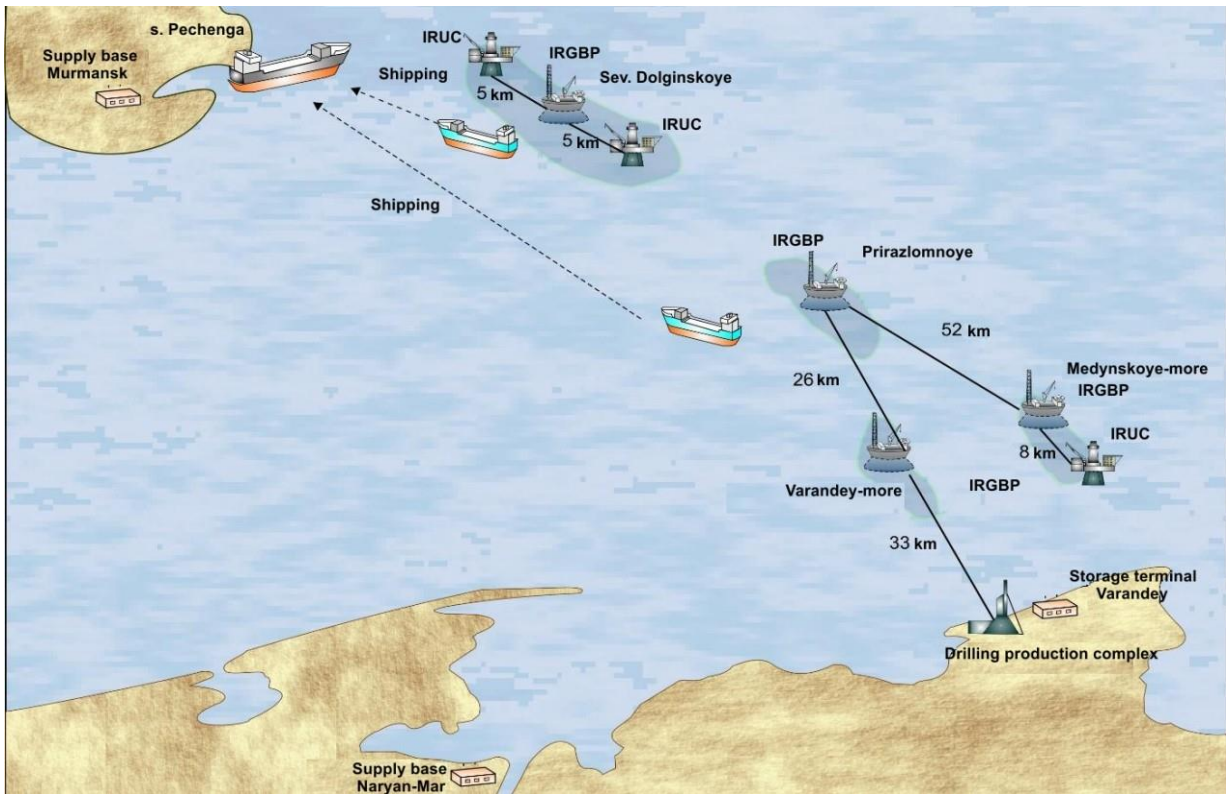 s. Pechenga
Supply base
Murmansk
Shipping
IRUC
IRGBP
Sev. Dolginskoye
5 km
5 km
IRUC
Shipping
IRGBP
Prirazlomnoye
52 km
26 km
Medynskoye-more
IRGBP
IRUC
8 km
Varandey-more
IRGBP
33 km
Storage terminal
Varandey
Drilling production complex
Supply base
Naryan-Mar